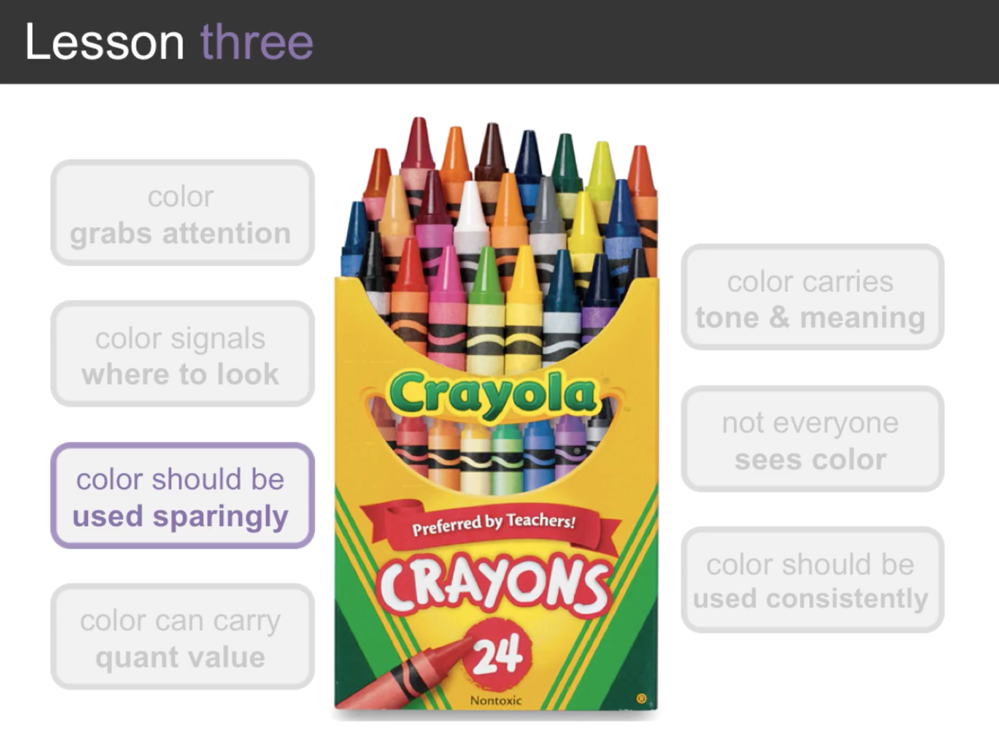 Lesson three
color
grabs attention
color signals
where to look
color should be
used sparingly
color can carry
quant value
Crayola
Preferred by Teachers!
CRAYONS
24
Nontoxic
®
color carries
tone & meaning
not everyone
sees color
color should be
used consistently